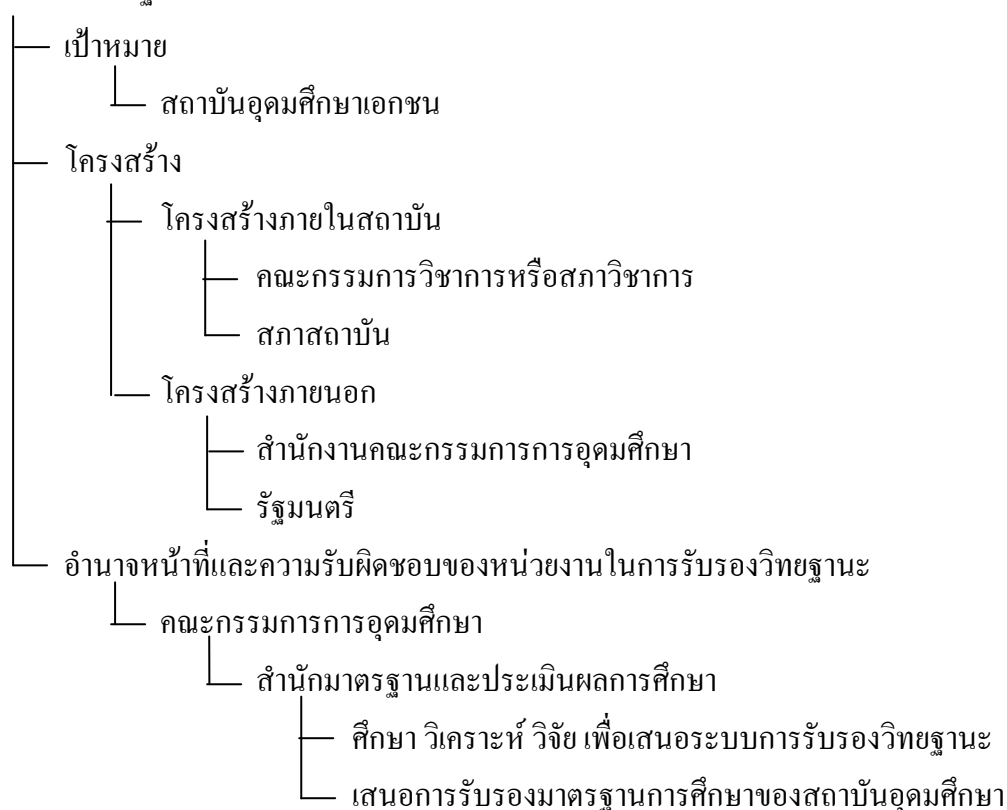 เป้าหมาย
สถาบันอุดมศึกษาเอกชน
โครงสร้าง
โครงสร้างภายในสถาบัน
คณะกรรมการวิชาการหรือสภาวิชาการ
สภาสถาบัน
โครงสร้างภายนอก
สำนักงานคณะกรรมการการอุดมศึกษา
รัฐมนตรี
อำนาจหน้าที่และความรับผิดชอบของหน่วยงานในการรับรองวิทยฐานะ
คณะกรรมการการอุดมศึกษา
สำนักมาตรฐานและประเมินผลการศึกษา
ศึกษา วิเคราะห์ วิจัย เพื่อเสนอระบบการรับรองวิทยฐานะ
เสนอการรับรองมาตรฐานการศึกษาของสถาบันอุดมศึกษา